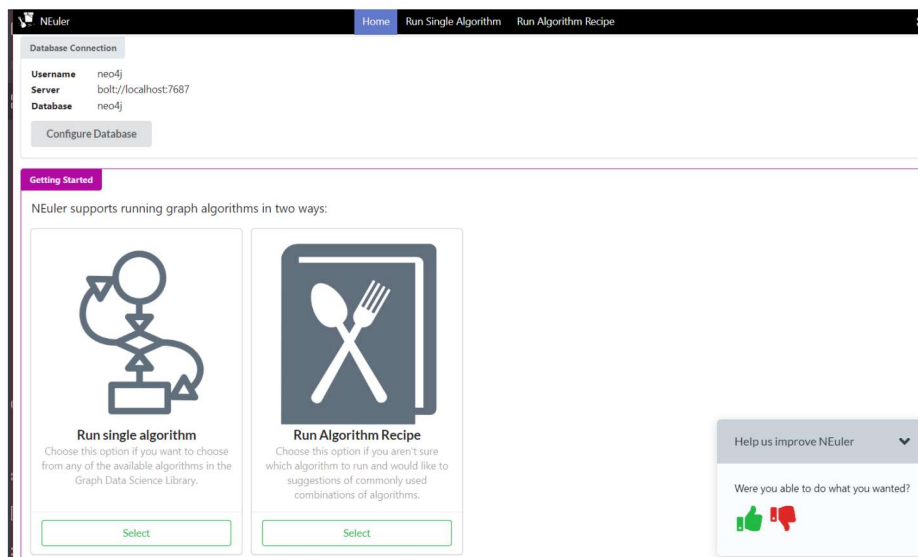 NEuler
Home Run Single Algorithm Run Algorithm Recipe
Database Connection
Username neo4j
Server bolt://localhost:7687
Database neo4j
Configure Database
Getting Started
NEuler supports running graph algorithms in two ways:
Run single algorithm
Choose this option if you want to choose
from any of the available algorithms in the
Graph Data Science Library.
Select
Run Algorithm Recipe
Choose this option if you aren't sure
which algorithm to run and would like to
suggestions of commonly used
combinations of algorithms.
Select
Help us improve NEuler
Were you able to do what you wanted?